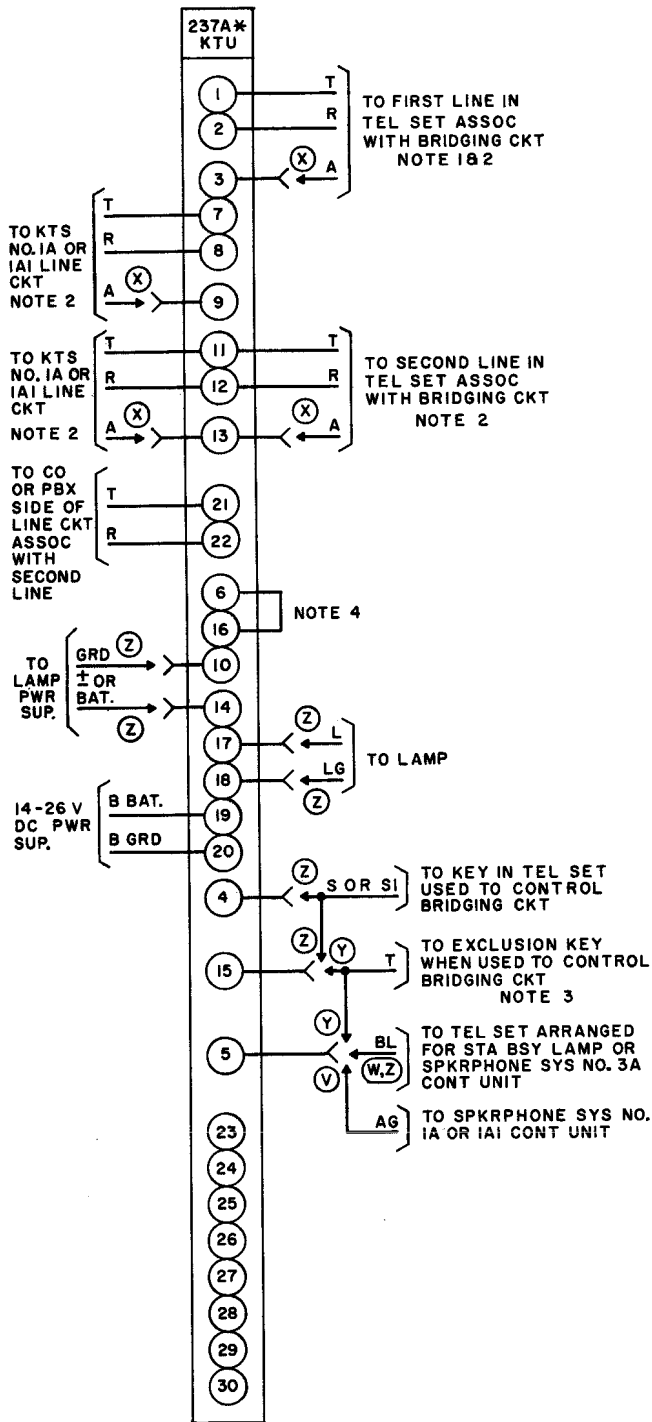 237A*
KTU
1
T
2
R
TO FIRST LINE IN
TEL SET ASSOC
WITH BRIDGING CKT
NOTE 1&2
3
X
A
TO KTS
NO. 1A OR
1A1 LINE
CKT
NOTE 2
T
7
R
8
A
X
9
TO KTS
NO. 1A OR
1A1 LINE
CKT
NOTE 2
T
11
T
R
12
R
A
X
13
X
A
TO SECOND LINE IN
TEL SET ASSOC
WITH BRIDGING CKT
NOTE 2
TO CO
OR PBX
SIDE OF
LINE CKT
ASSOC
WITH
SECOND
LINE
T
21
R
22
6
16
NOTE 4
TO
LAMP
PWR
SUP.
GRD
Z
10
± OR
BAT.
Z
14
17
Z
L
18
LG
Z
TO LAMP
14-26 V
DC PWR
SUP.
B BAT.
19
B GRD
20
4
Z
S OR S1
TO KEY IN TEL SET
USED TO CONTROL
BRIDGING CKT
15
Z
Y
T
TO EXCLUSION KEY
WHEN USED TO CONTROL
BRIDGING CKT
NOTE 3
5
Y
BL
W,Z
V
TO TEL SET ARRANGED
FOR STA BSY LAMP OR
SPKRPHONE SYS NO. 3A
CONT UNIT
AG
TO SPKRPHONE SYS NO.
1A OR 1A1 CONT UNIT
23
24
25
26
27
28
29
30